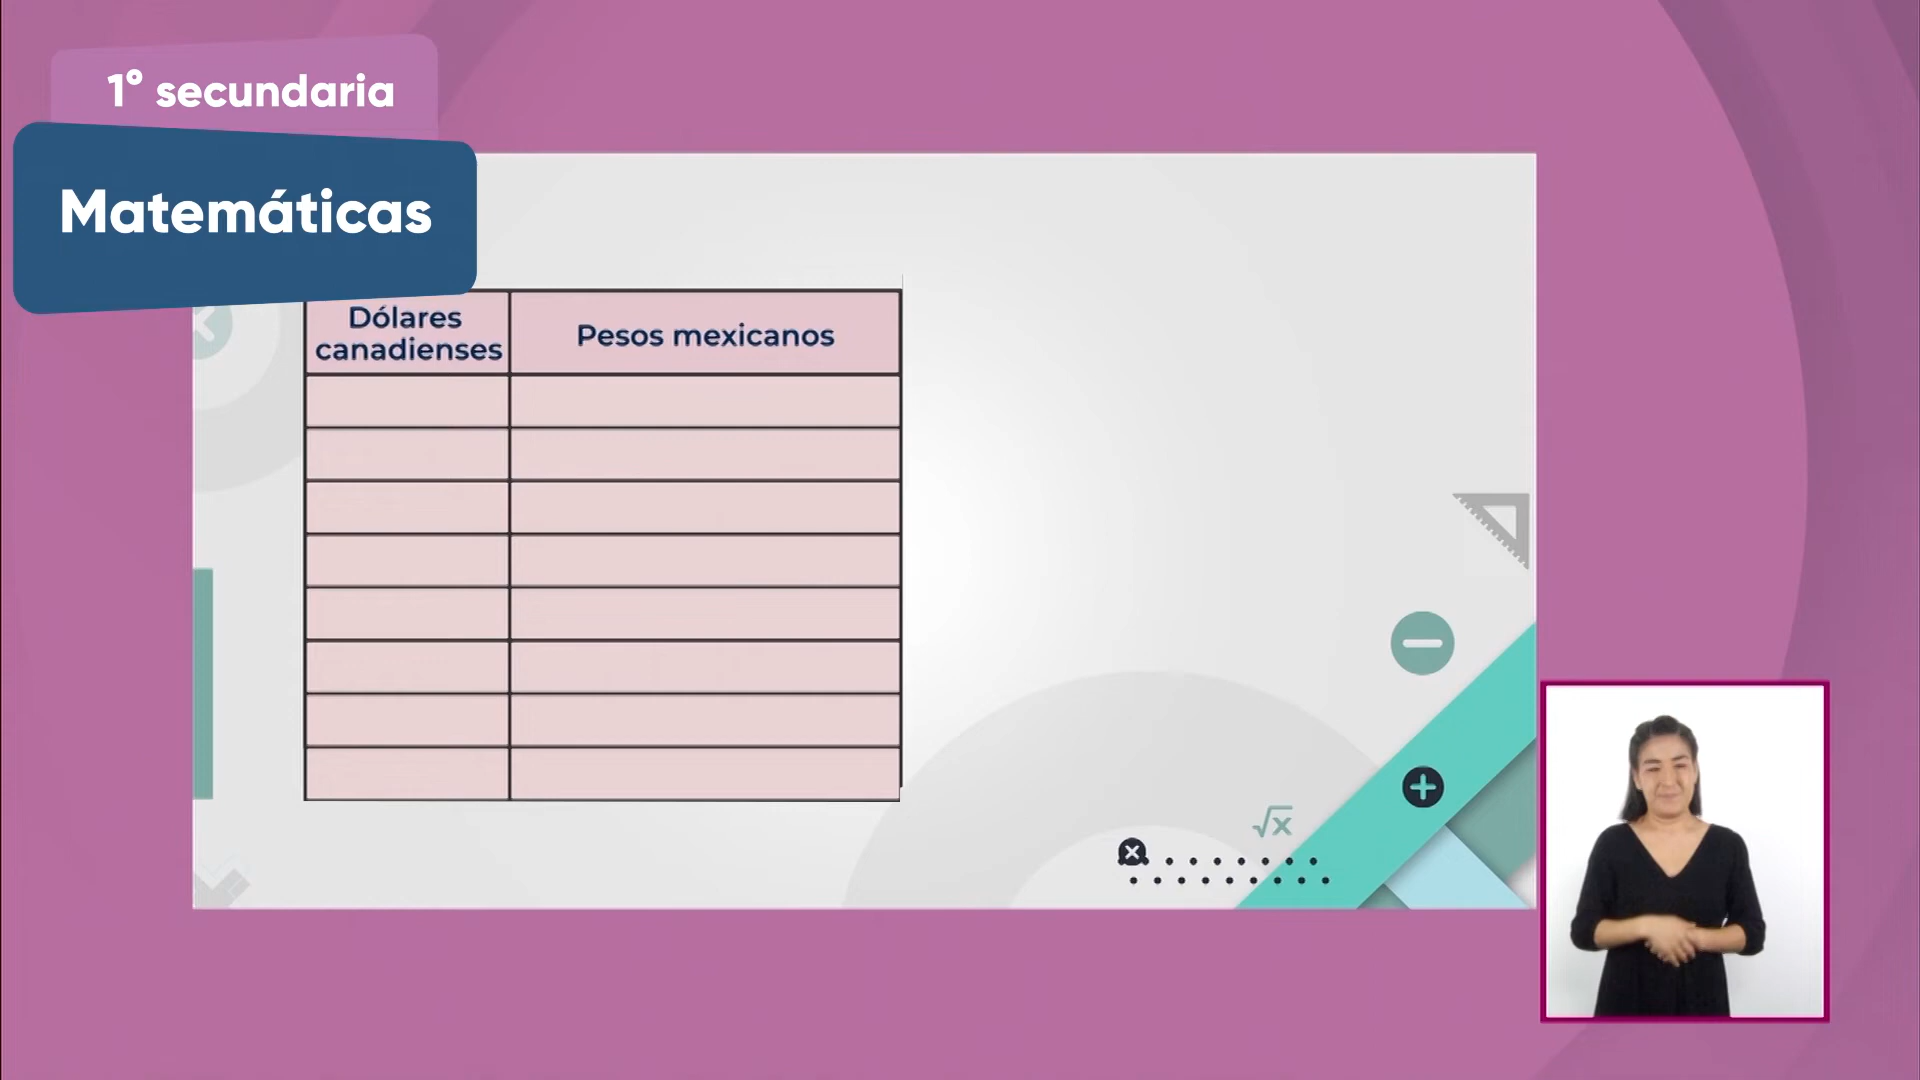 1° secundaria
Matemáticas
Dólares
canadienses
Pesos mexicanos
√x